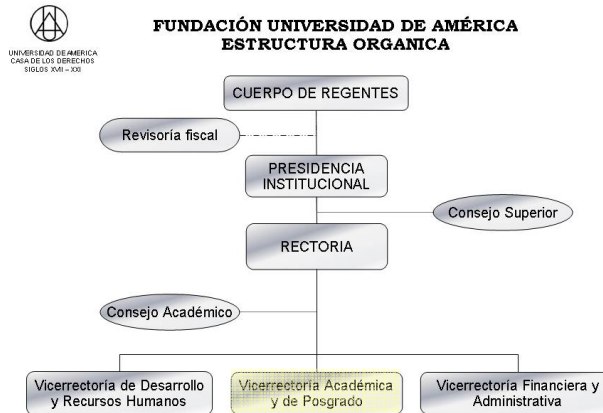 FUNDACIÓN UNIVERSIDAD DE AMÉRICA
ESTRUCTURA ORGANICA
UNIVERSIDAD DE AMERICA
CASA DE LOS DERECHOS
SIGLOS XVII – XXI
CUERPO DE REGENTES
Revisoría fiscal
PRESIDENCIA
INSTITUCIONAL
Consejo Superior
RECTORIA
Consejo Académico
Vicerrectoría de Desarrollo
y Recursos Humanos
Vicerrectoría Académica
y de Posgrado
Vicerrectoría Financiera y
Administrativa